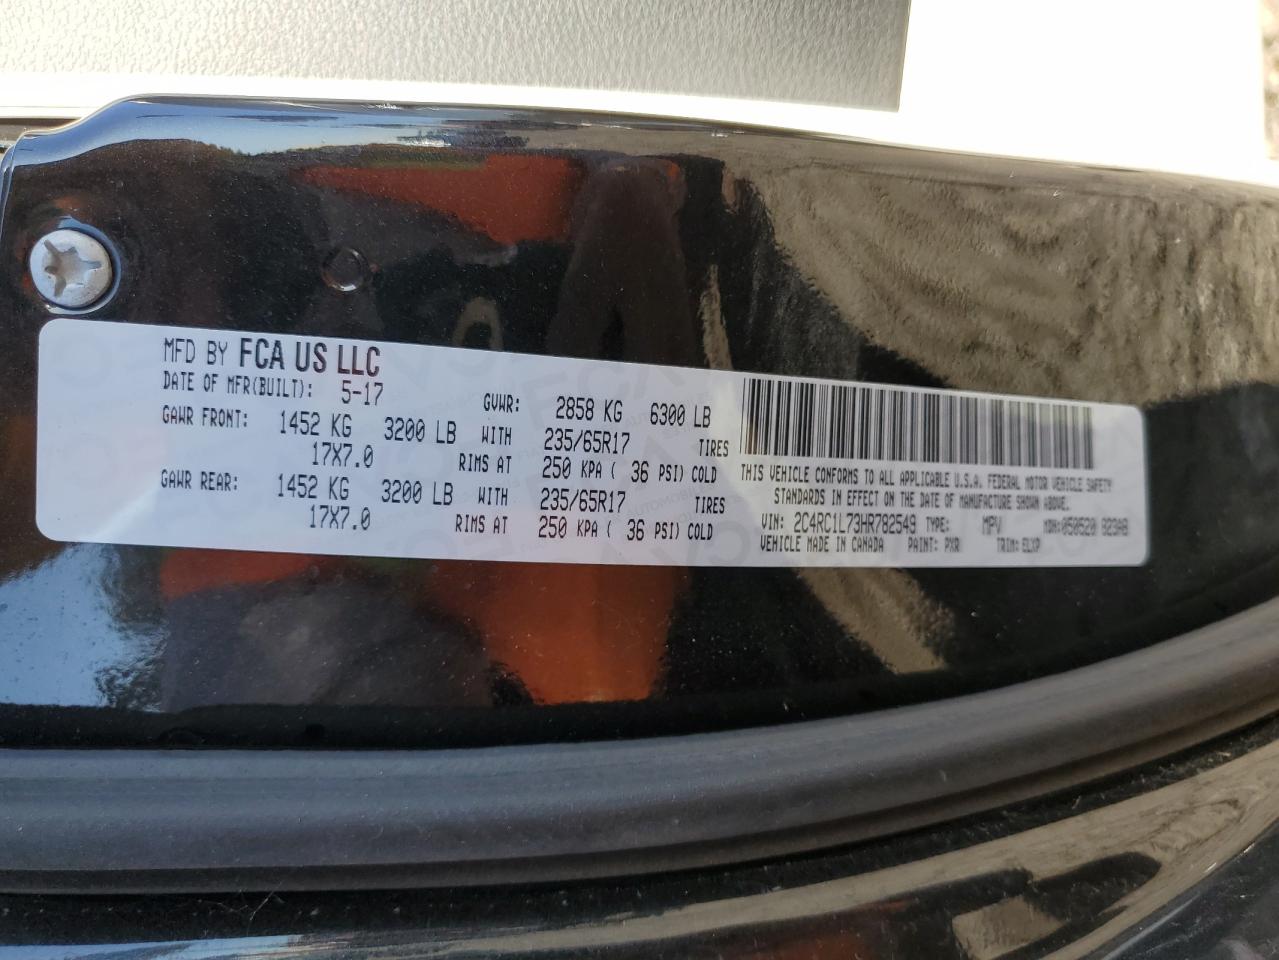 MFD BY FCA US LLC
DATE OF MFR(BUILT): 5-17 GVWR: 2858 KG 6300 LB
GAWR FRONT: 1452 KG 3200 LB WITH 235/65R17 TIRES
17X7.0 RIMS AT 250 KPA ( 36 PSI) COLD
GAWR REAR: 1452 KG 3200 LB WITH 235/65R17 TIRES
17X7.0 RIMS AT 250 KPA ( 36 PSI) COLD
THIS VEHICLE CONFORMS TO ALL APPLICABLE U.S.A. FEDERAL MOTOR VEHICLE SAFETY
STANDARDS IN EFFECT ON THE DATE OF MANUFACTURE SHOWN ABOVE.
VIN: 2C4RC1L73HR782549 TYPE: MPV MDH:050520
VEHICLE MADE IN CANADA PAINT: PXR TRIM: ELXP